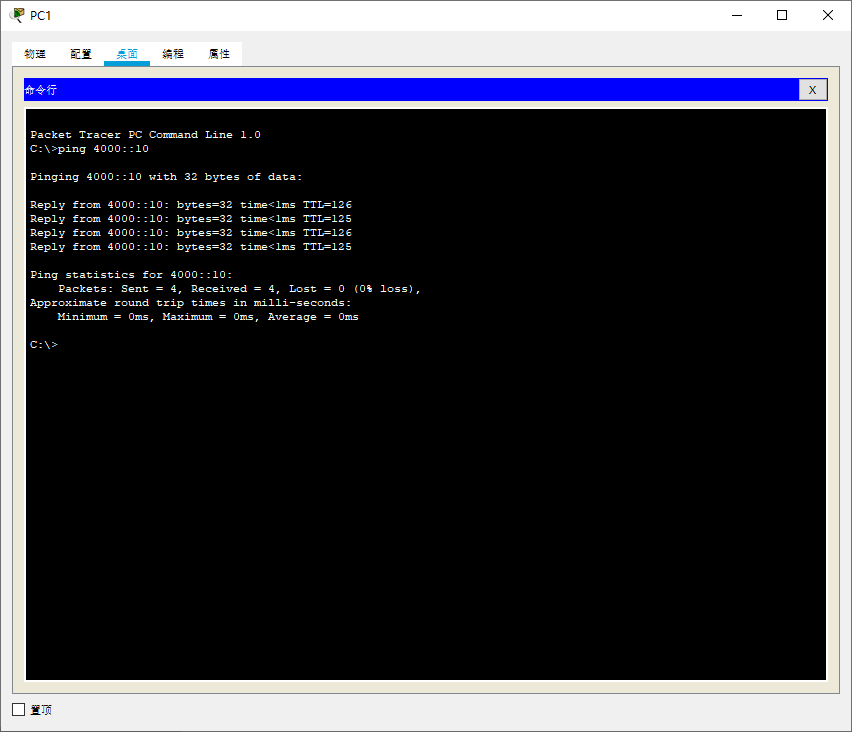 PC1
物理 配置 桌面 编程 属性
命令行 X
Packet Tracer PC Command Line 1.0
C:\>ping 4000::10
Pinging 4000::10 with 32 bytes of data:
Reply from 4000::10: bytes=32 time<1ms TTL=126
Reply from 4000::10: bytes=32 time<1ms TTL=125
Reply from 4000::10: bytes=32 time<1ms TTL=126
Reply from 4000::10: bytes=32 time<1ms TTL=125
Ping statistics for 4000::10:
Packets: Sent = 4, Received = 4, Lost = 0 (0% loss),
Approximate round trip times in milli-seconds:
Minimum = 0ms, Maximum = 0ms, Average = 0ms
C:\>
置顶